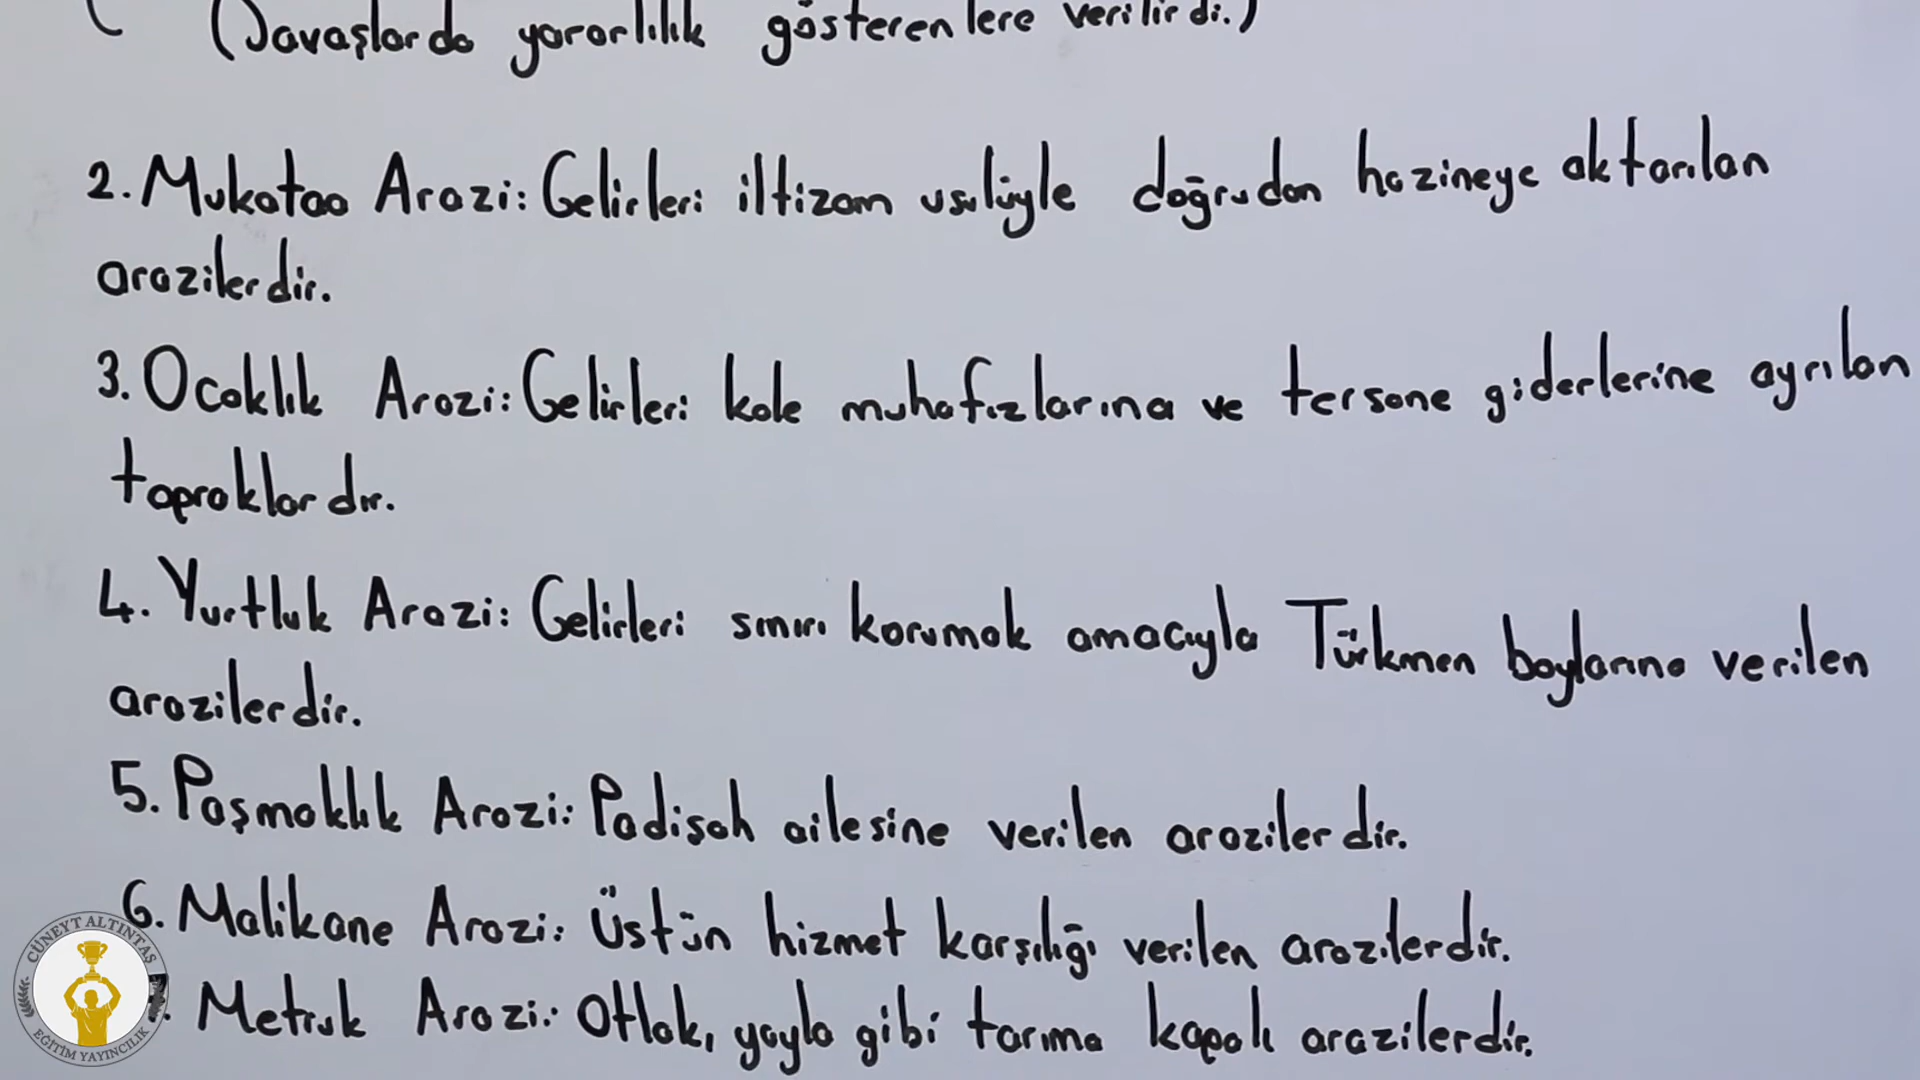 (Savaşlarda yararlılık gösterenlere verilirdi.)
2. Mukataa Arazi: Gelirleri iltizam usulüyle doğrudan hazineye aktarılan
arazilerdir.
3. Ocaklık Arazi: Gelirleri kale muhafızlarına ve tersane giderlerine ayrılan
topraklardır.
4. Yurtluk Arazi: Gelirleri sınırı korumak amacıyla Türkmen boylarına verilen
arazilerdir.
5. Paşmaklık Arazi: Padişah ailesine verilen arazilerdir.
6. Malikane Arazi: Üstün hizmet karşılığı verilen arazilerdir.
Metruk Arazi: Otlak, yayla gibi tarıma kapalı arazilerdir.
CÜNEYT ALTINTAŞ
EĞİTİM YAYINCILIK